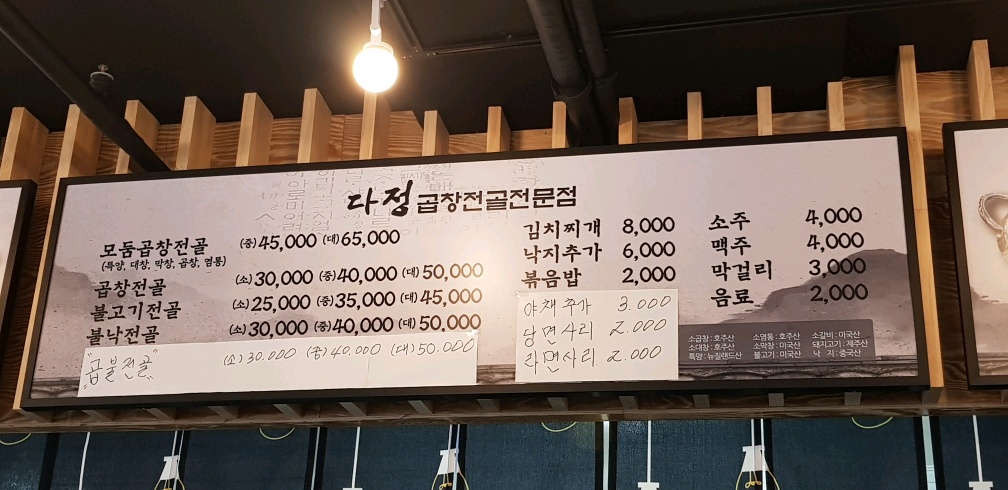 다정 곱창전골전문점
모둠곱창전골 (중)45,000 (대)65,000
(특양, 대창, 막창, 곱창, 염통)
곱창전골 (소)30,000 (중)40,000 (대)50,000
불고기전골 (소)25,000 (중)35,000 (대)45,000
불낙전골 (소)30,000 (중)40,000 (대)50,000
"곱불전골" (소)30.000 (중)40.000 (대)50.000
김치찌개 8,000
낙지추가 6,000
볶음밥 2,000
야채추가 3.000
당면사리 2.000
라면사리 2.000
소주 4,000
맥주 4,000
막걸리 3,000
음료 2,000
소곱창 : 호주산 소염통 : 호주산 소갈비 : 미국산
소대창 : 호주산 소막창 : 미국산 돼지고기 : 제주산
특양 : 뉴질랜드산 불고기 : 미국산 낙 지 : 중국산